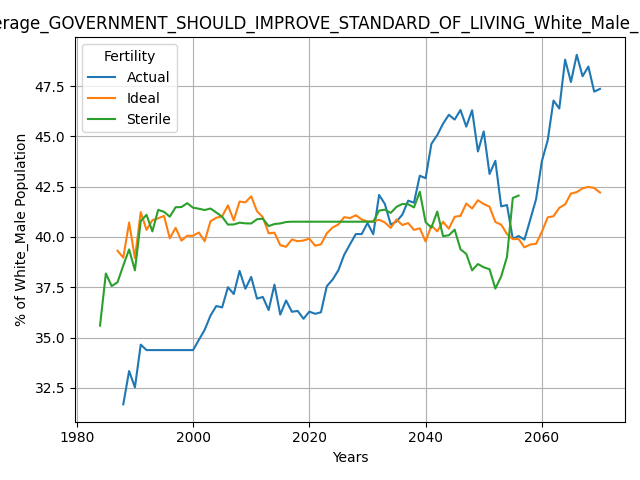 erage_GOVERNMENT_SHOULD_IMPROVE_STANDARD_OF_LIVING_White_Male_
Fertility
Actual
Ideal
Sterile
47.5
45.0
42.5
40.0
37.5
35.0
32.5
% of White_Male Population
1980
2000
2020
2040
2060
Years